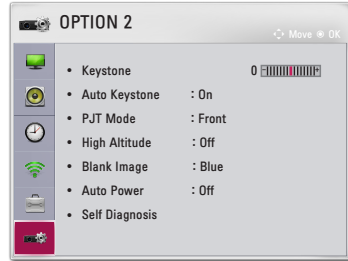 OPTION 2
Move OK
• Keystone 0 - +
• Auto Keystone : On
• PJT Mode : Front
• High Altitude : Off
• Blank Image : Blue
• Auto Power : Off
• Self Diagnosis